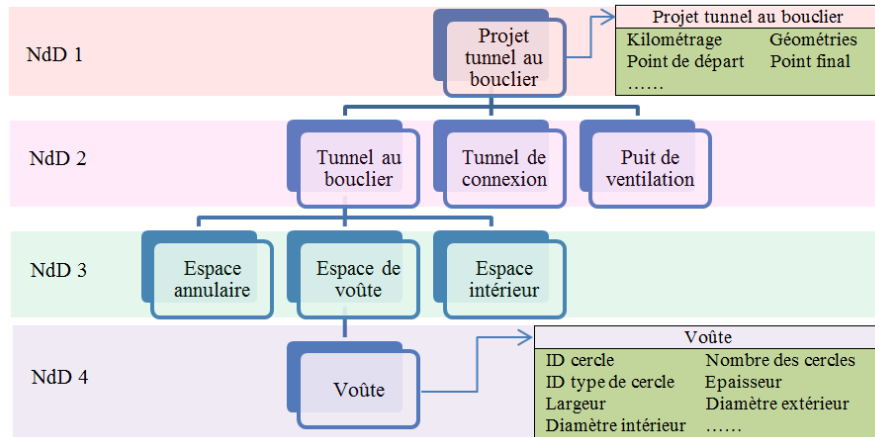 NdD 1
Projet
tunnel au
bouclier
Projet tunnel au bouclier
Kilométrage Géométries
Point de départ Point final
……
NdD 2
Tunnel au
bouclier
Tunnel de
connexion
Puit de
ventilation
NdD 3
Espace
annulaire
Espace de
voûte
Espace
intérieur
NdD 4
Voûte
Voûte
ID cercle Nombre des cercles
ID type de cercle Epaisseur
Largeur Diamètre extérieur
Diamètre intérieur ……